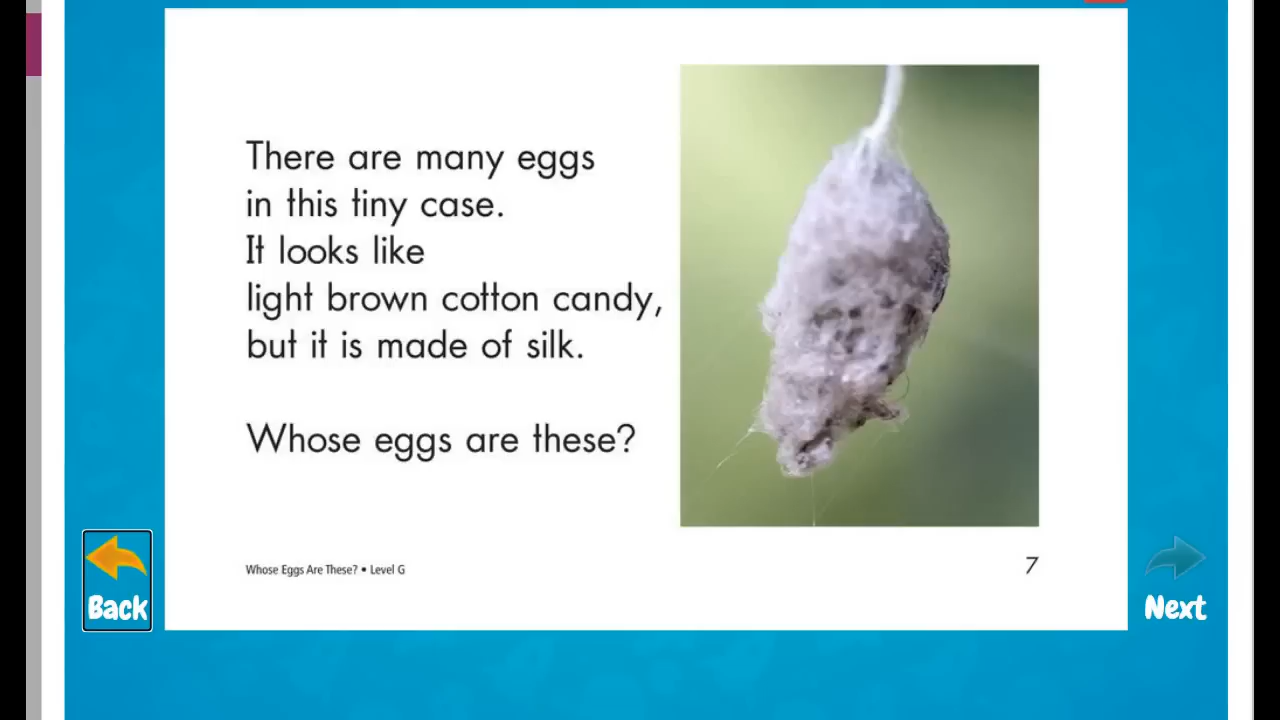 There are many eggs
in this tiny case.
It looks like
light brown cotton candy,
but it is made of silk.
Whose eggs are these?
Whose Eggs Are These? • Level G
7
Back
Next